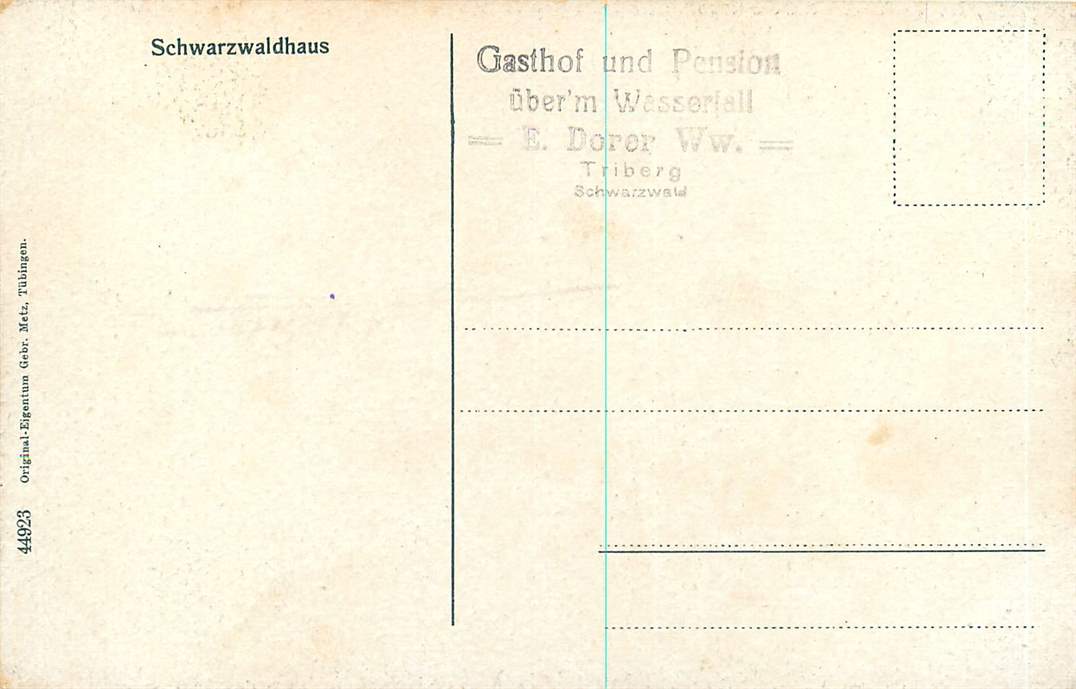 Schwarzwaldhaus
Gasthof und Pension
über'm Wasserfall
= E. Dorer Ww. =
Triberg
Schwarzwald
44923 Original-Eigentum Gebr. Metz, Tübingen.